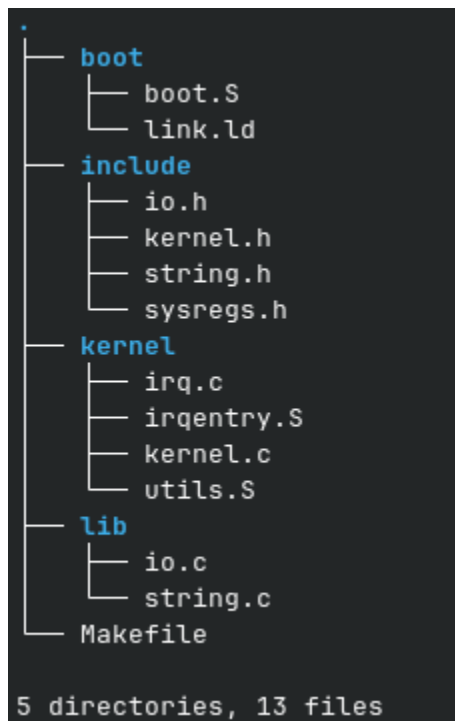 .
├── boot
│   ├── boot.S
│   └── link.ld
├── include
│   ├── io.h
│   ├── kernel.h
│   ├── string.h
│   └── sysregs.h
├── kernel
│   ├── irq.c
│   ├── irqentry.S
│   ├── kernel.c
│   └── utils.S
├── lib
│   ├── io.c
│   └── string.c
└── Makefile

5 directories, 13 files